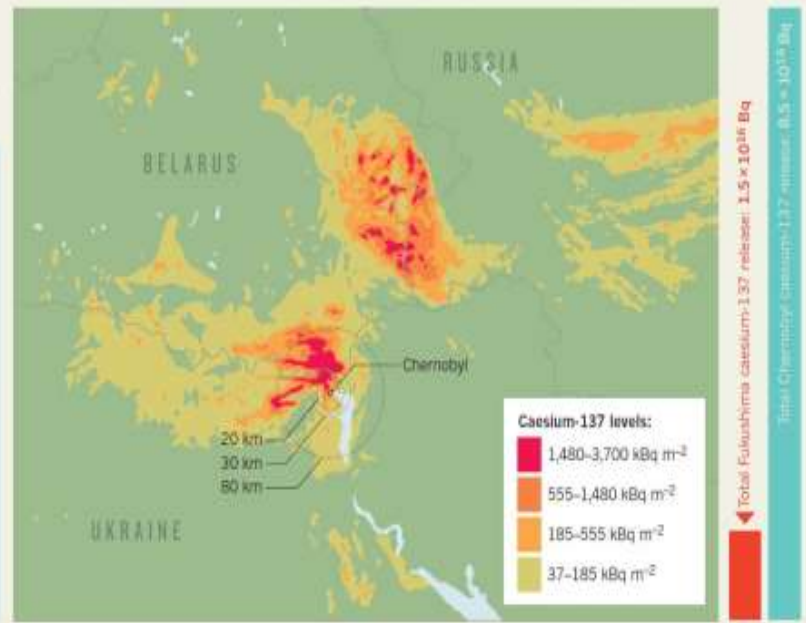 RUSSIA
BELARUS
Chernobyl
20 km
30 km
80 km
UKRAINE
Caesium-137 levels:
1,480–3,700 kBq m⁻²
555–1,480 kBq m⁻²
185–555 kBq m⁻²
37–185 kBq m⁻²
Total Fukushima caesium-137 release: 1.5 × 10¹⁶ Bq
Total Chernobyl caesium-137 release: 8.5 × 10¹⁶ Bq